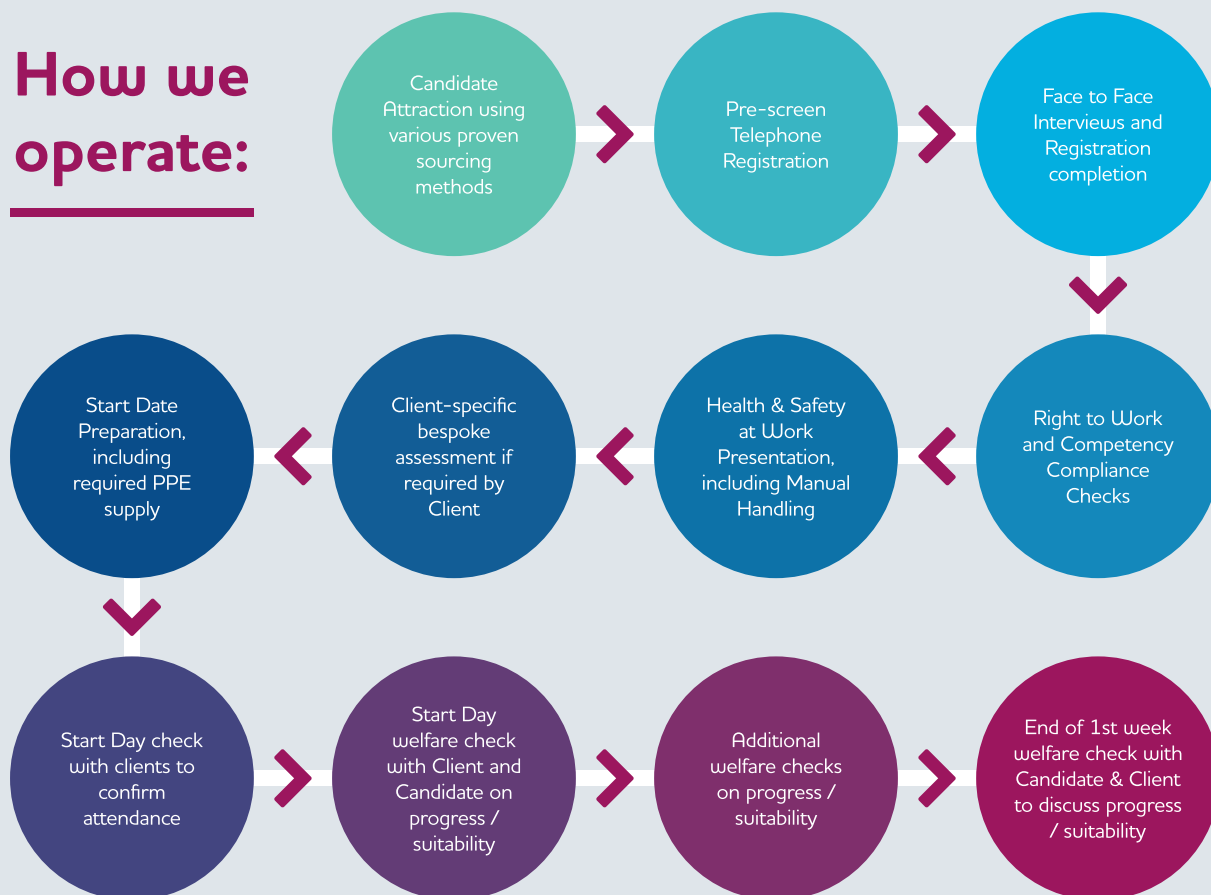 How we
operate:
Candidate
Attraction using
various proven
sourcing
methods
Pre-screen
Telephone
Registration
Face to Face
Interviews and
Registration
completion
Right to Work
and Competency
Compliance
Checks
Health & Safety
at Work
Presentation,
including Manual
Handling
Client-specific
bespoke
assessment if
required by
Client
Start Date
Preparation,
including
required PPE
supply
Start Day check
with clients to
confirm
attendance
Start Day
welfare check
with Client and
Candidate on
progress /
suitability
Additional
welfare checks
on progress /
suitability
End of 1st week
welfare check with
Candidate & Client
to discuss progress
/ suitability